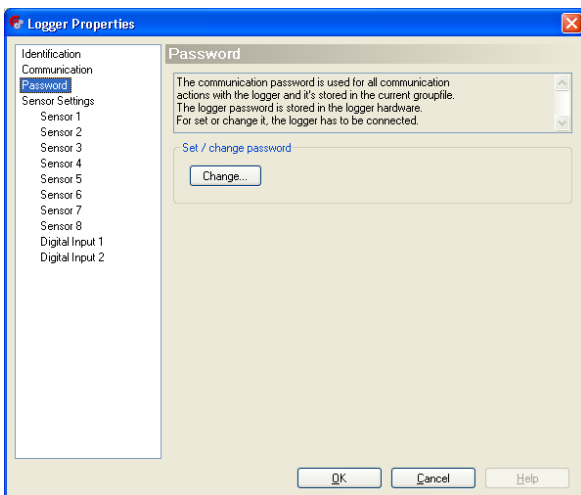 Logger Properties
Identification
Communication
Password
Sensor Settings
Sensor 1
Sensor 2
Sensor 3
Sensor 4
Sensor 5
Sensor 6
Sensor 7
Sensor 8
Digital Input 1
Digital Input 2
Password
The communication password is used for all communication
actions with the logger and it's stored in the current groupfile.
The logger password is stored in the logger hardware.
For set or change it, the logger has to be connected.
Set / change password
Change...
OK
Cancel
Help